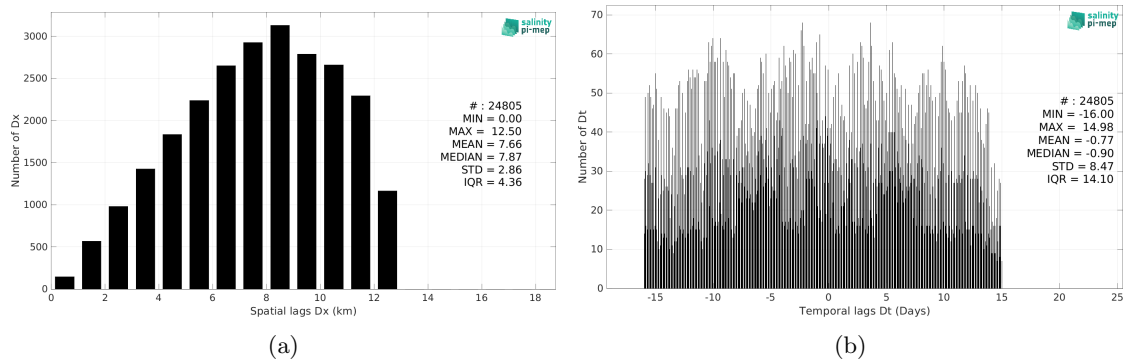 salinity
pi-mep
Number of Dx
3000
2500
2000
1500
1000
500
0
# : 24805
MIN = 0.00
MAX = 12.50
MEAN = 7.66
MEDIAN = 7.87
STD = 2.86
IQR = 4.36
0 2 4 6 8 10 12 14 16 18
Spatial lags Dx (km)
(a)
salinity
pi-mep
Number of Dt
70
60
50
40
30
20
10
0
# : 24805
MIN = -16.00
MAX = 14.98
MEAN = -0.77
MEDIAN = -0.90
STD = 8.47
IQR = 14.10
-15 -10 -5 0 5 10 15 20 25
Temporal lags Dt (Days)
(b)